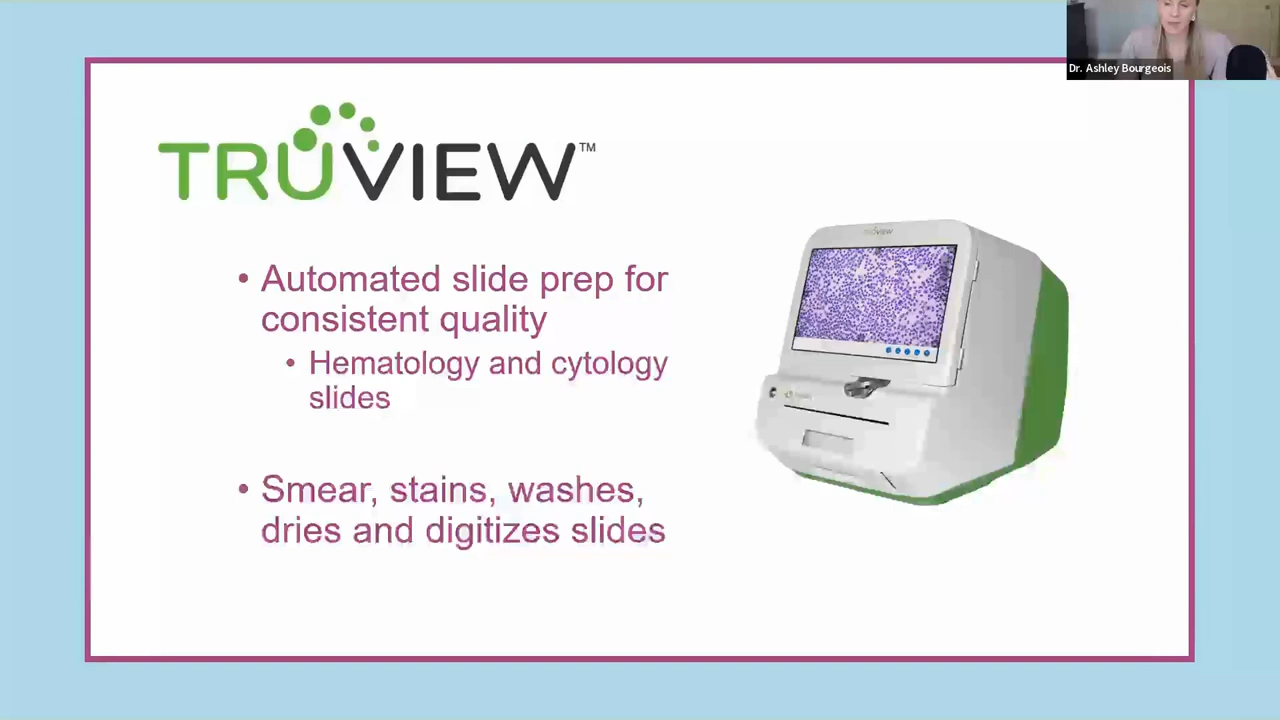 Dr. Ashley Bourgeois
TRUVIEW™
• Automated slide prep for
consistent quality
• Hematology and cytology
slides
• Smear, stains, washes,
dries and digitizes slides
truview